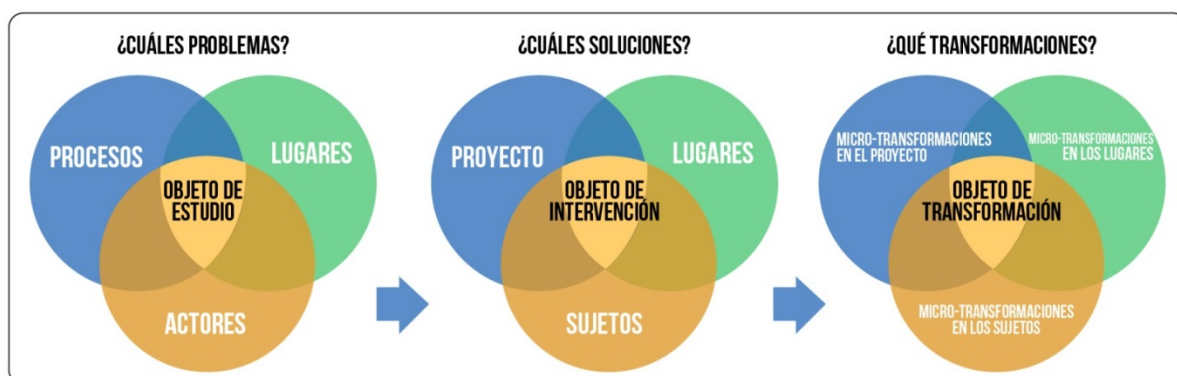 ¿CUÁLES PROBLEMAS?
PROCESOS
LUGARES
OBJETO DE
ESTUDIO
ACTORES
¿CUÁLES SOLUCIONES?
PROYECTO
LUGARES
OBJETO DE
INTERVENCIÓN
SUJETOS
¿QUÉ TRANSFORMACIONES?
MICRO-TRANSFORMACIONES
EN EL PROYECTO
MICRO-TRANSFORMACIONES
EN LOS LUGARES
OBJETO DE
TRANSFORMACIÓN
MICRO-TRANSFORMACIONES
EN LOS SUJETOS